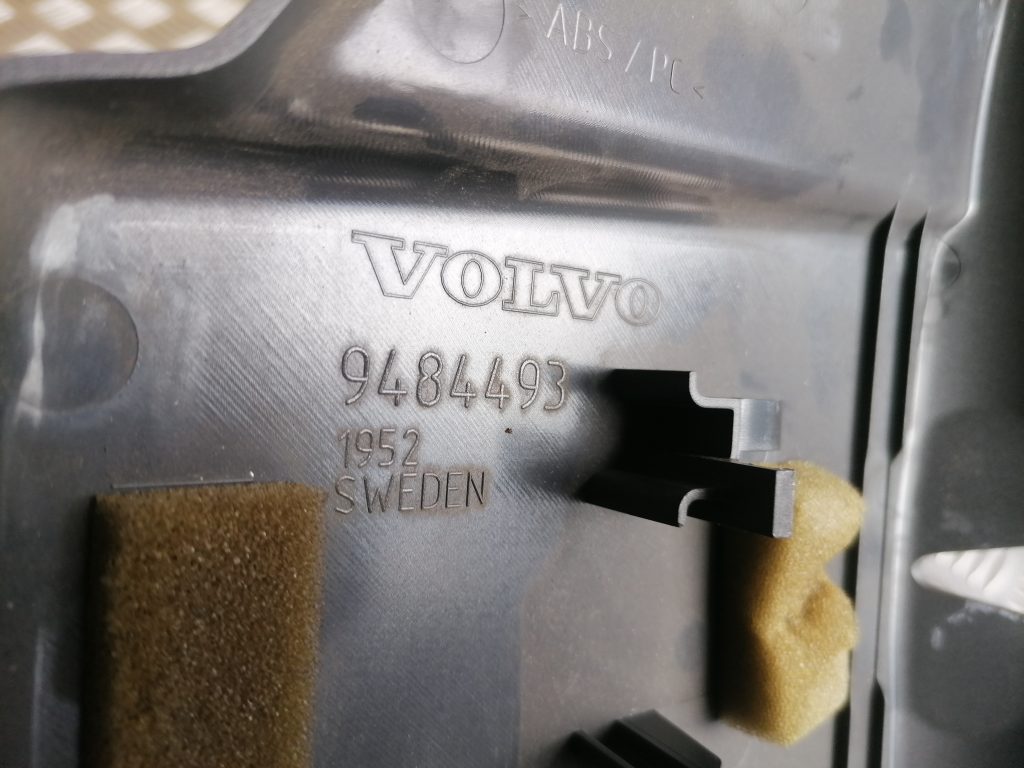 >ABS/PC<
VOLVO
9484493
1952
SWEDEN